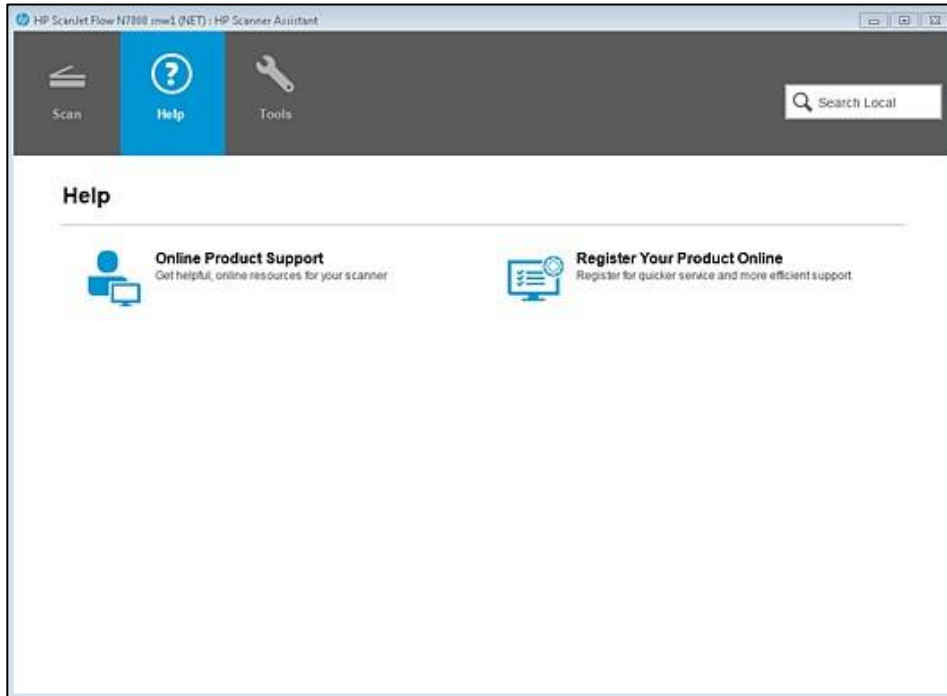 HP ScanJet Flow N7000 snw1 (NET) : HP Scanner Assistant
Scan
Help
Tools
Search Local
Help
Online Product Support
Get helpful, online resources for your scanner
Register Your Product Online
Register for quicker service and more efficient support